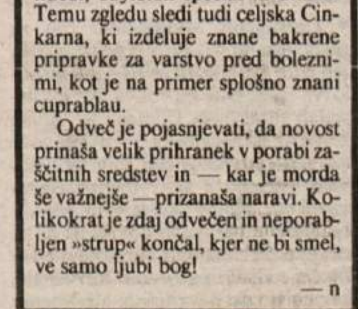 Temu zgledu sledi tudi celjska Cin-
karna, ki izdeluje znane bakrene
pripravke za varstvo pred bolezni-
mi, kot je na primer splošno znani
cuprablau.
Odveč je pojasnjevati, da novost
prinaša velik prihranek v porabi za-
ščitnih sredstev in — kar je morda
še važnejše — prizanaša naravi. Ko-
likokrat je zdaj odvečen in neporab-
ljen »strup« končal, kjer ne bi smel,
ve samo ljubi bog!
— n